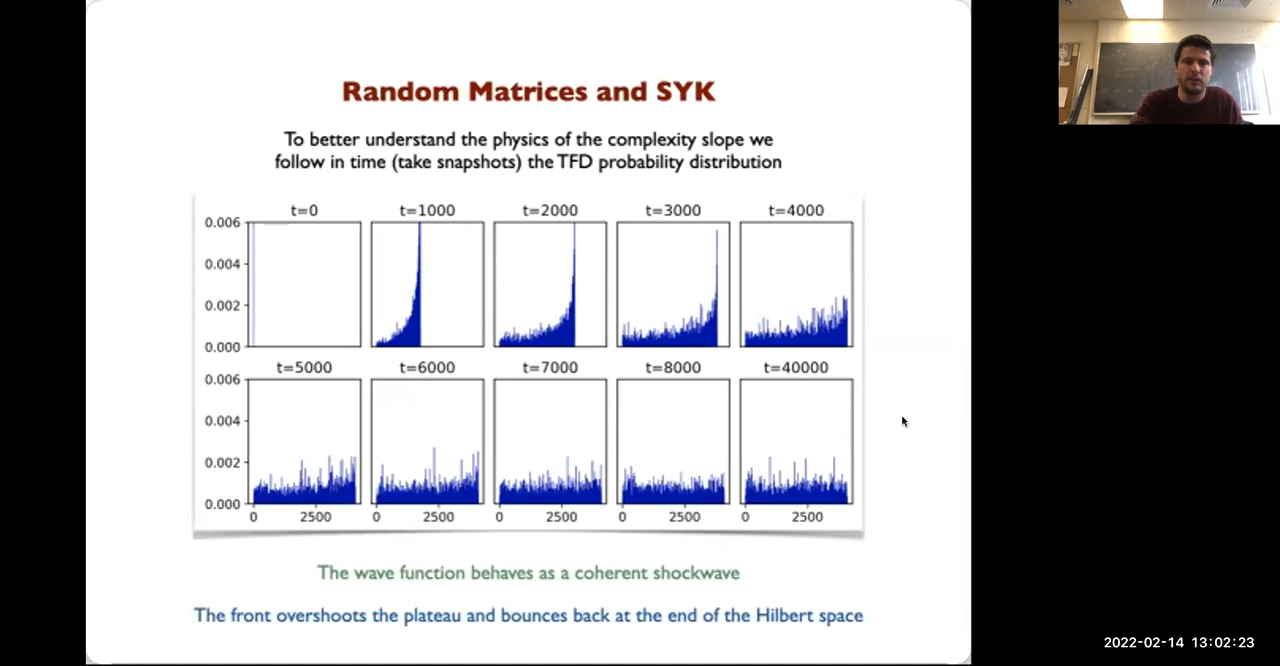 Random Matrices and SYK
To better understand the physics of the complexity slope we
follow in time (take snapshots) the TFD probability distribution
t=0 t=1000 t=2000 t=3000 t=4000
0.006
0.004
0.002
0.000
t=5000 t=6000 t=7000 t=8000 t=40000
0.006
0.004
0.002
0.000
0 2500 0 2500 0 2500 0 2500 0 2500
The wave function behaves as a coherent shockwave
The front overshoots the plateau and bounces back at the end of the Hilbert space
2022-02-14 13:02:23